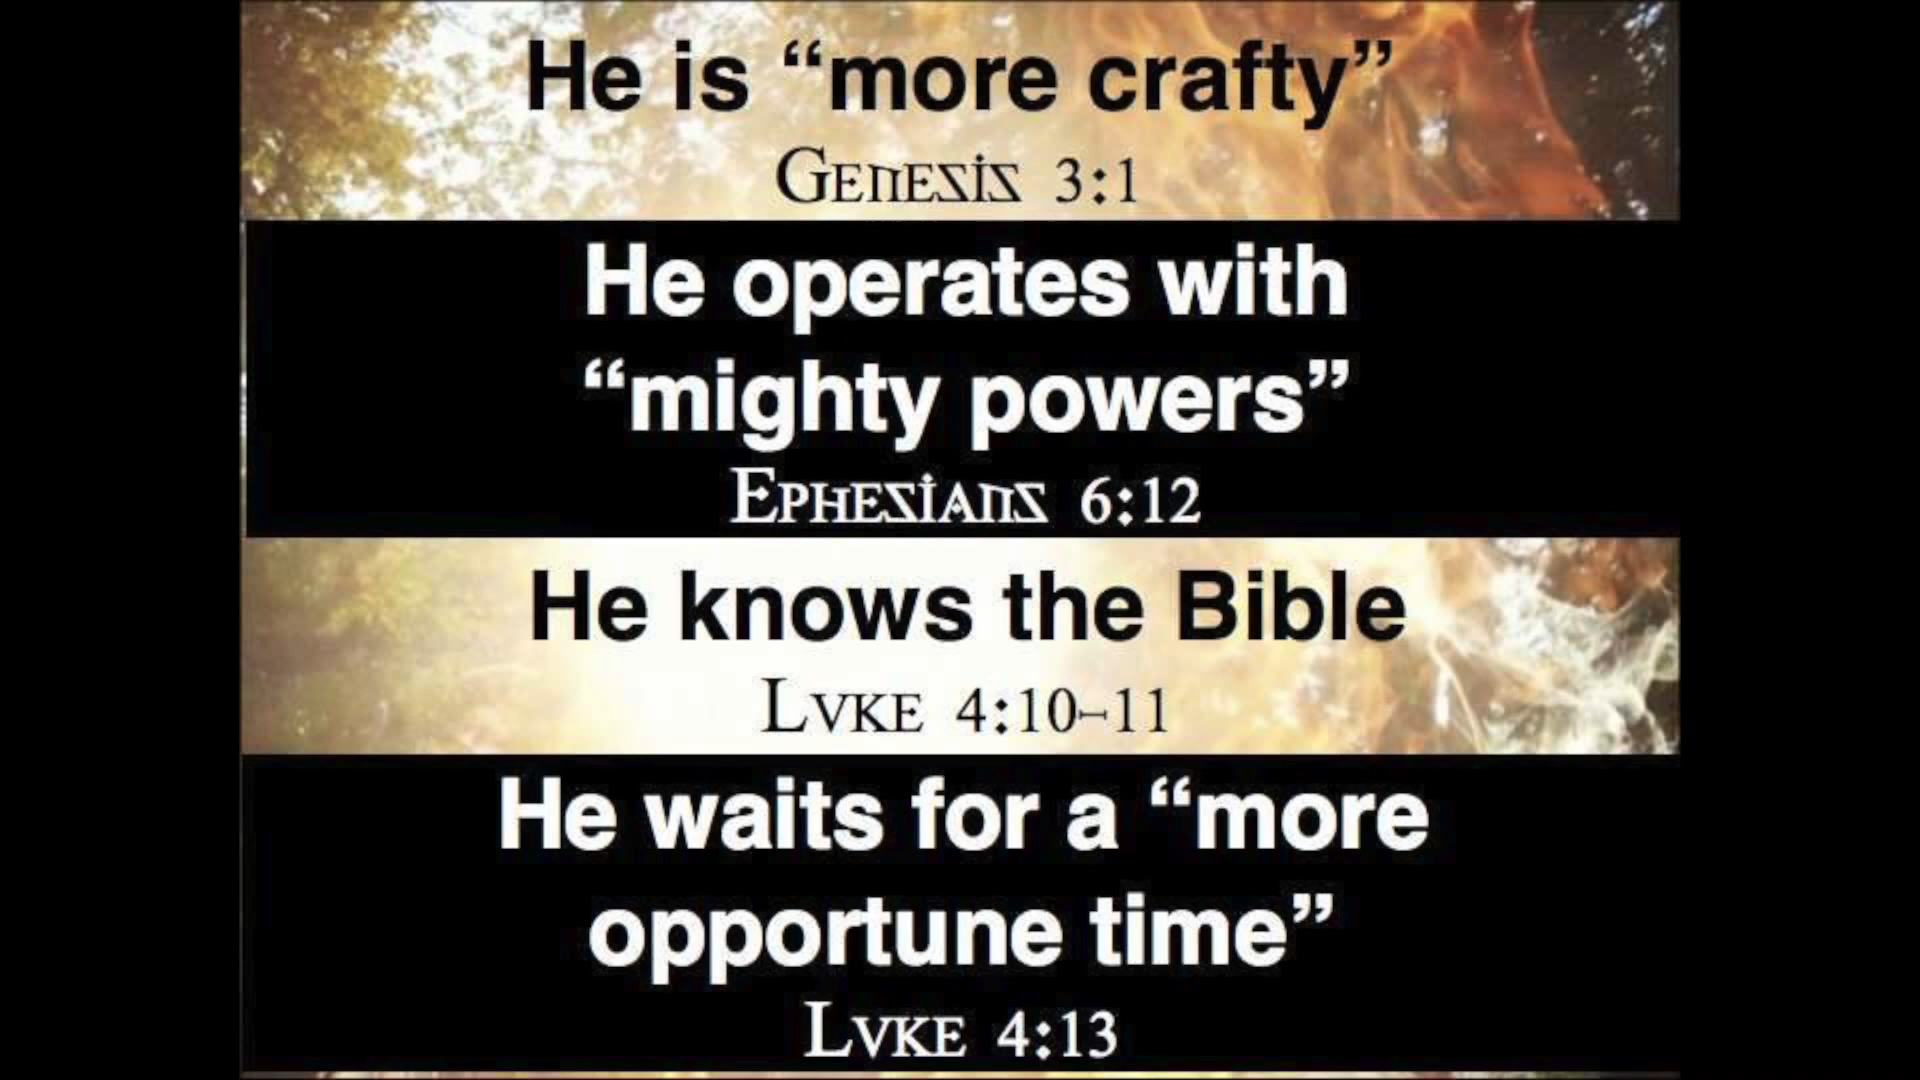 He is “more crafty”
Genesis 3:1
He operates with
“mighty powers”
Ephesians 6:12
He knows the Bible
Lvke 4:10-11
He waits for a “more
opportune time”
Lvke 4:13